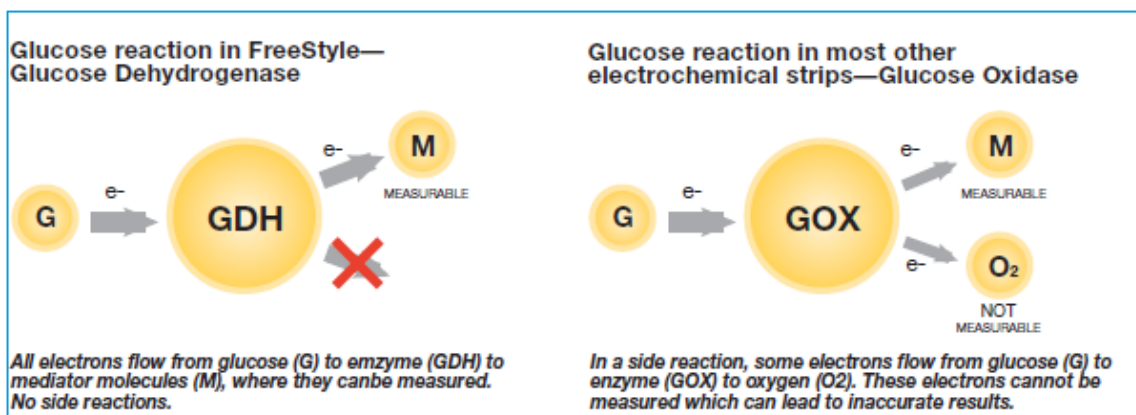 Glucose reaction in FreeStyle—
Glucose Dehydrogenase
G
e-
GDH
e-
M
MEASURABLE
All electrons flow from glucose (G) to emzyme (GDH) to
mediator molecules (M), where they canbe measured.
No side reactions.
Glucose reaction in most other
electrochemical strips—Glucose Oxidase
G
e-
GOX
e-
M
MEASURABLE
e-
O₂
NOT
MEASURABLE
In a side reaction, some electrons flow from glucose (G) to
enzyme (GOX) to oxygen (O2). These electrons cannot be
measured which can lead to inaccurate results.